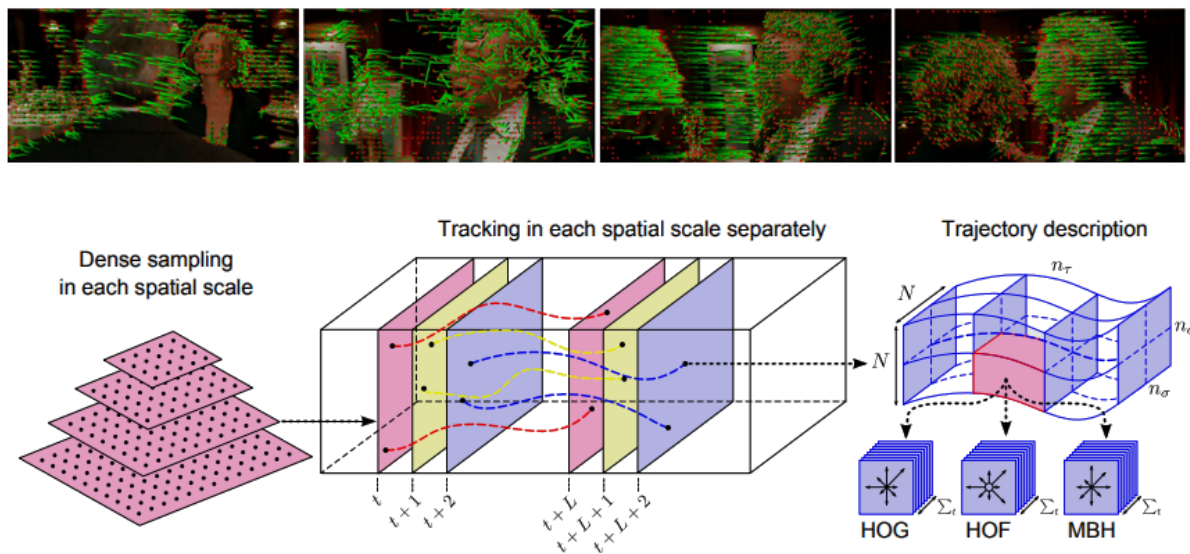 Dense sampling
in each spatial scale
Tracking in each spatial scale separately
t
t + 1
t + 2
t + L
t + L + 1
t + L + 2
Trajectory description
n_τ
N
N
n_σ
n_σ
Σ_t
Σ_t
Σ_t
HOG
HOF
MBH